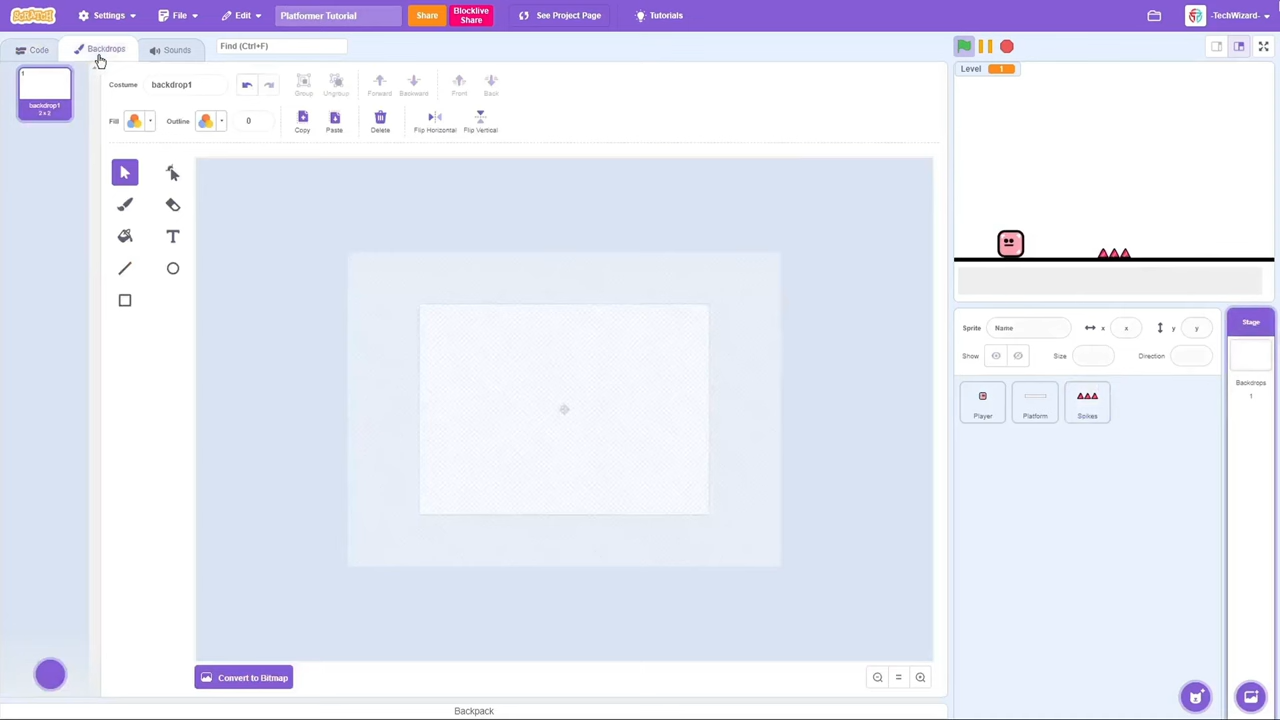 SCRATCH Settings File Edit Platformer Tutorial Share Blocklive Share See Project Page Tutorials -TechWizard-
Code Backdrops Sounds Find (Ctrl+F)
Level 1
1
backdrop1
2 x 2
Costume backdrop1 Group Ungroup Forward Backward Front Back
Fill Outline 0 Copy Paste Delete Flip Horizontal Flip Vertical
Sprite Name x x y y
Show Size Direction
Stage
Backdrops
1
Player Platform Spikes
Convert to Bitmap
Backpack